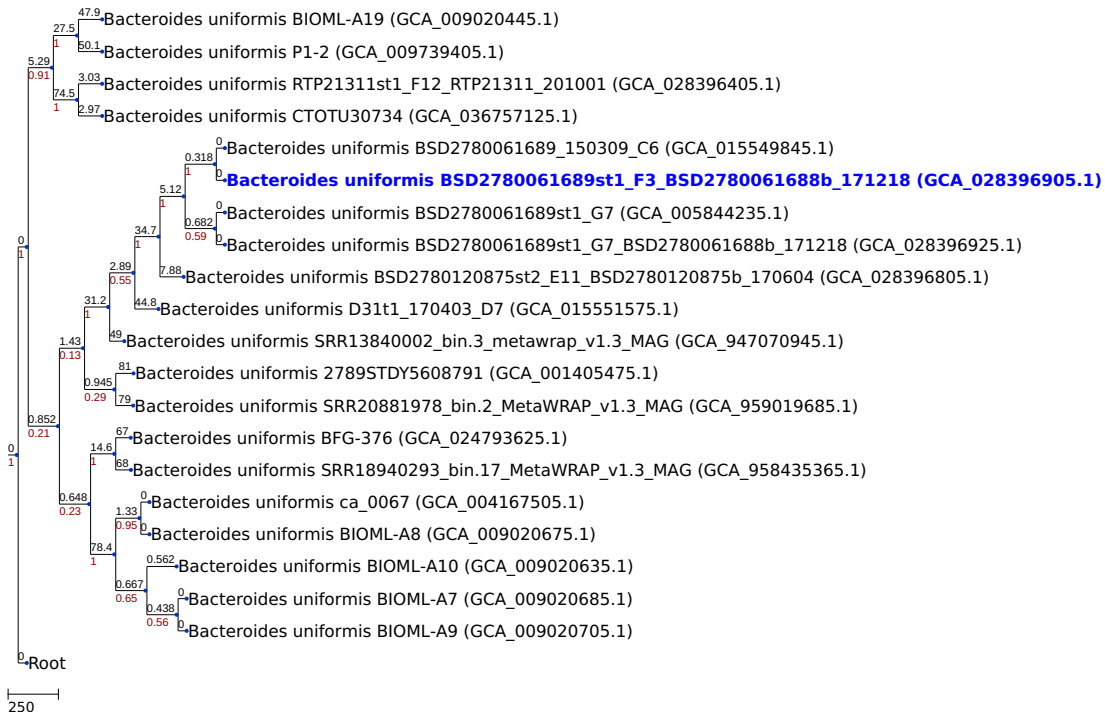 47.9 Bacteroides uniformis BIOML-A19 (GCA_009020445.1)
27.5
1
50.1 Bacteroides uniformis P1-2 (GCA_009739405.1)
5.29
0.91
3.03 Bacteroides uniformis RTP21311st1_F12_RTP21311_201001 (GCA_028396405.1)
74.5
1
2.97 Bacteroides uniformis CTOTU30734 (GCA_036757125.1)
0 Bacteroides uniformis BSD2780061689_150309_C6 (GCA_015549845.1)
0.318
1
0 Bacteroides uniformis BSD2780061689st1_F3_BSD2780061688b_171218 (GCA_028396905.1)
5.12
1
0 Bacteroides uniformis BSD2780061689st1_G7 (GCA_005844235.1)
0.682
0.59
0 Bacteroides uniformis BSD2780061689st1_G7_BSD2780061688b_171218 (GCA_028396925.1)
34.7
1
0
1
7.88 Bacteroides uniformis BSD2780120875st2_E11_BSD2780120875b_170604 (GCA_028396805.1)
2.89
0.55
44.8 Bacteroides uniformis D31t1_170403_D7 (GCA_015551575.1)
31.2
1
49 Bacteroides uniformis SRR13840002_bin.3_metawrap_v1.3_MAG (GCA_947070945.1)
1.43
0.13
81 Bacteroides uniformis 2789STDY5608791 (GCA_001405475.1)
0.945
0.29
79 Bacteroides uniformis SRR20881978_bin.2_MetaWRAP_v1.3_MAG (GCA_959019685.1)
0.852
0.21
67 Bacteroides uniformis BFG-376 (GCA_024793625.1)
14.6
1
0
1
68 Bacteroides uniformis SRR18940293_bin.17_MetaWRAP_v1.3_MAG (GCA_958435365.1)
0.648
0.23
0 Bacteroides uniformis ca_0067 (GCA_004167505.1)
1.33
0.95
0 Bacteroides uniformis BIOML-A8 (GCA_009020675.1)
78.4
1
0.562 Bacteroides uniformis BIOML-A10 (GCA_009020635.1)
0.667
0.65
0 Bacteroides uniformis BIOML-A7 (GCA_009020685.1)
0.438
0.56
0 Bacteroides uniformis BIOML-A9 (GCA_009020705.1)
0 Root
250